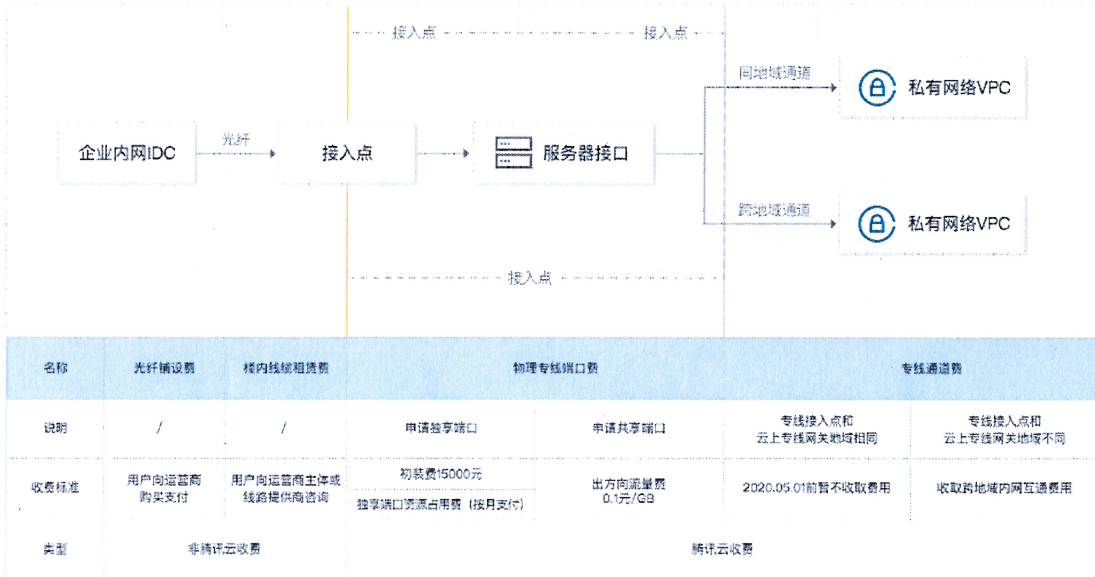 接入点
接入点
同地域通道
私有网络VPC
企业内网IDC
光纤
接入点
服务器接口
跨地域通道
私有网络VPC
接入点
名称 光纤铺设费 楼内线缆租赁费 物理专线端口费 专线通道费
说明 / / 申请独享端口 申请共享端口 专线接入点和 专线接入点和
云上专线网关地域相同 云上专线网关地域不同
收费标准 用户向运营商 用户向运营商主体或 初装费15000元 出方向流量费 2020.05.01前暂不收取费用 收取跨地域内网互通费用
购买支付 线路提供商咨询 独享端口资源占用费（按月支付） 0.1元/GB
类型 非腾讯云收费 腾讯云收费